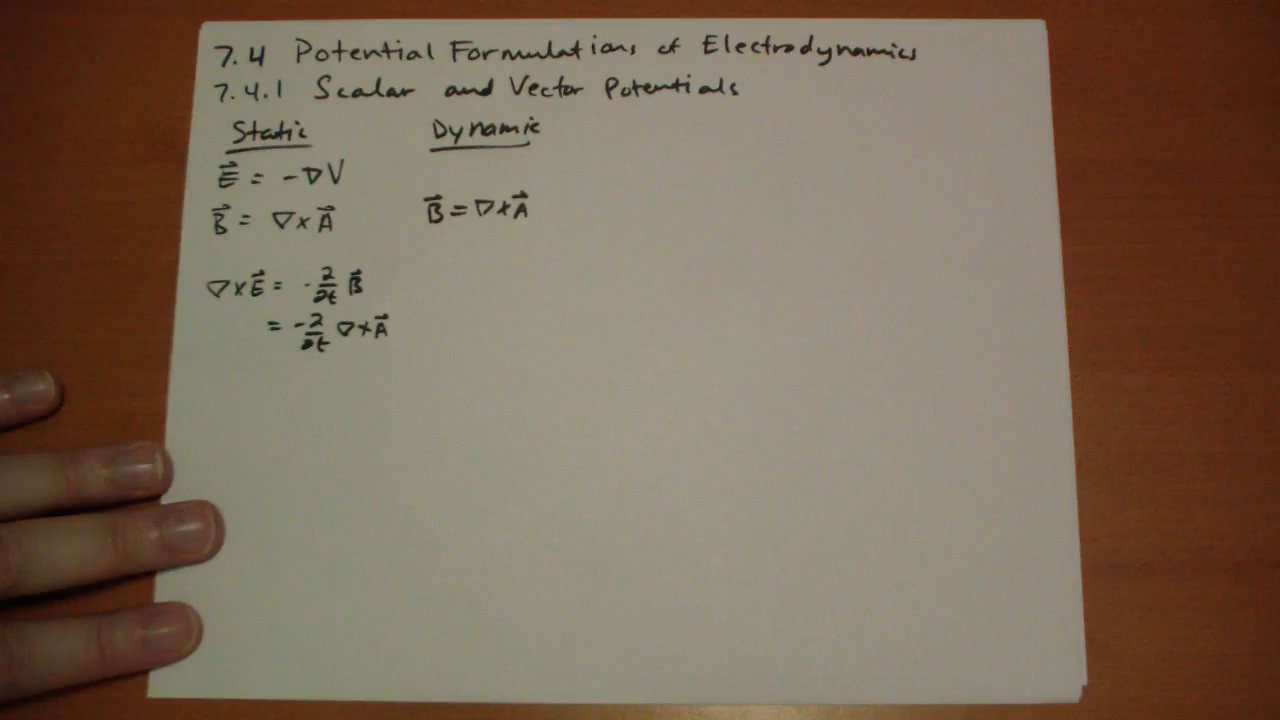 7.4 Potential Formulations of Electrodynamics
7.4.1 Scalar and Vector Potentials
Static Dynamic
E⃗ = -∇V
B⃗ = ∇×A⃗ B⃗ = ∇×A⃗
∇×E⃗ = -∂/∂t B⃗
= -∂/∂t ∇×A⃗